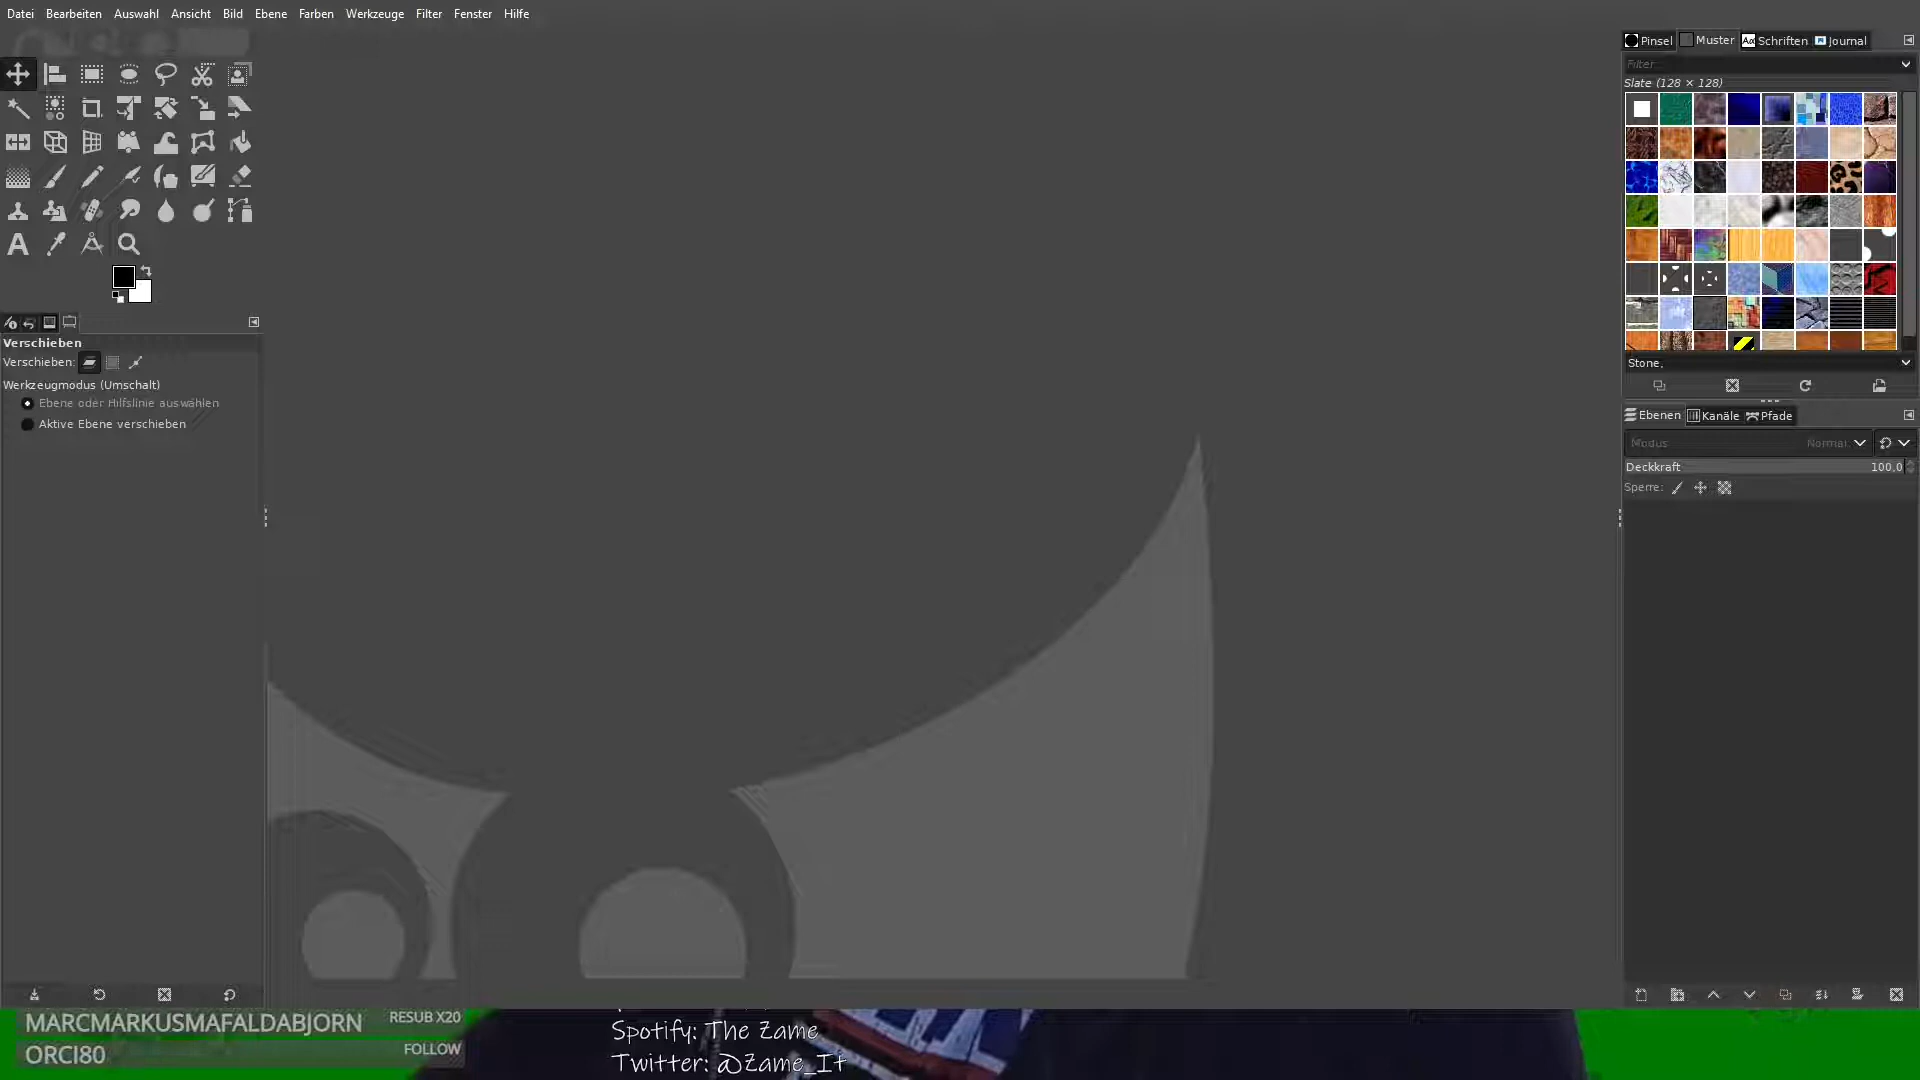 Datei Bearbeiten Auswahl Ansicht Bild Ebene Farben Werkzeuge Filter Fenster Hilfe
Pinsel Muster Schriften Journal
Filter
Slate (128 × 128)
Verschieben
Verschieben:
Werkzeugmodus (Umschalt)
Ebene oder Hilfslinie auswählen
Aktive Ebene verschieben
Stone,
Ebenen Kanäle Pfade
Modus Normal
Deckkraft 100,0
Sperre:
MARCMARKUSMAFALDABJORN RESUB X20
ORCI80 FOLLOW
Spotify: The Zame
Twitter: @Zame_It